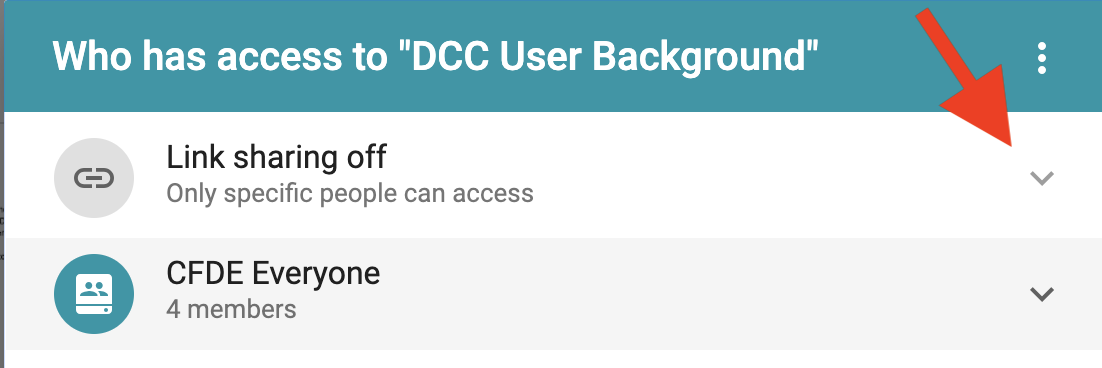 Who has access to "DCC User Background"
Link sharing off
Only specific people can access
CFDE Everyone
4 members